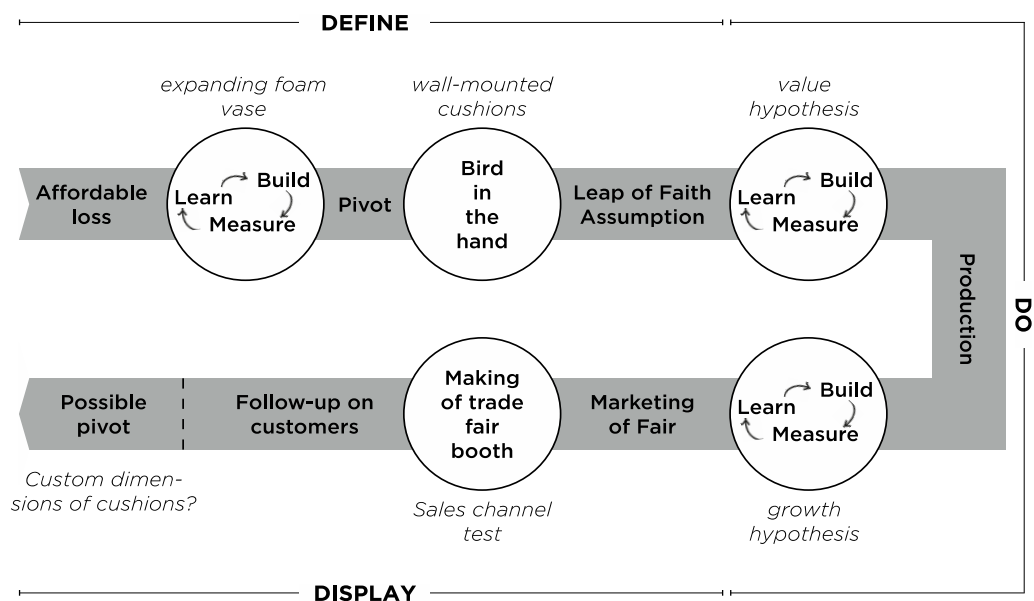 DEFINE
expanding foam
vase
wall-mounted
cushions
value
hypothesis
Affordable
loss
Learn
Build
Measure
Pivot
Bird
in
the
hand
Leap of Faith
Assumption
Learn
Build
Measure
Production
DO
Possible
pivot
Follow-up on
customers
Making
of trade
fair
booth
Marketing
of Fair
Learn
Build
Measure
Custom dimen-
sions of cushions?
Sales channel
test
growth
hypothesis
DISPLAY